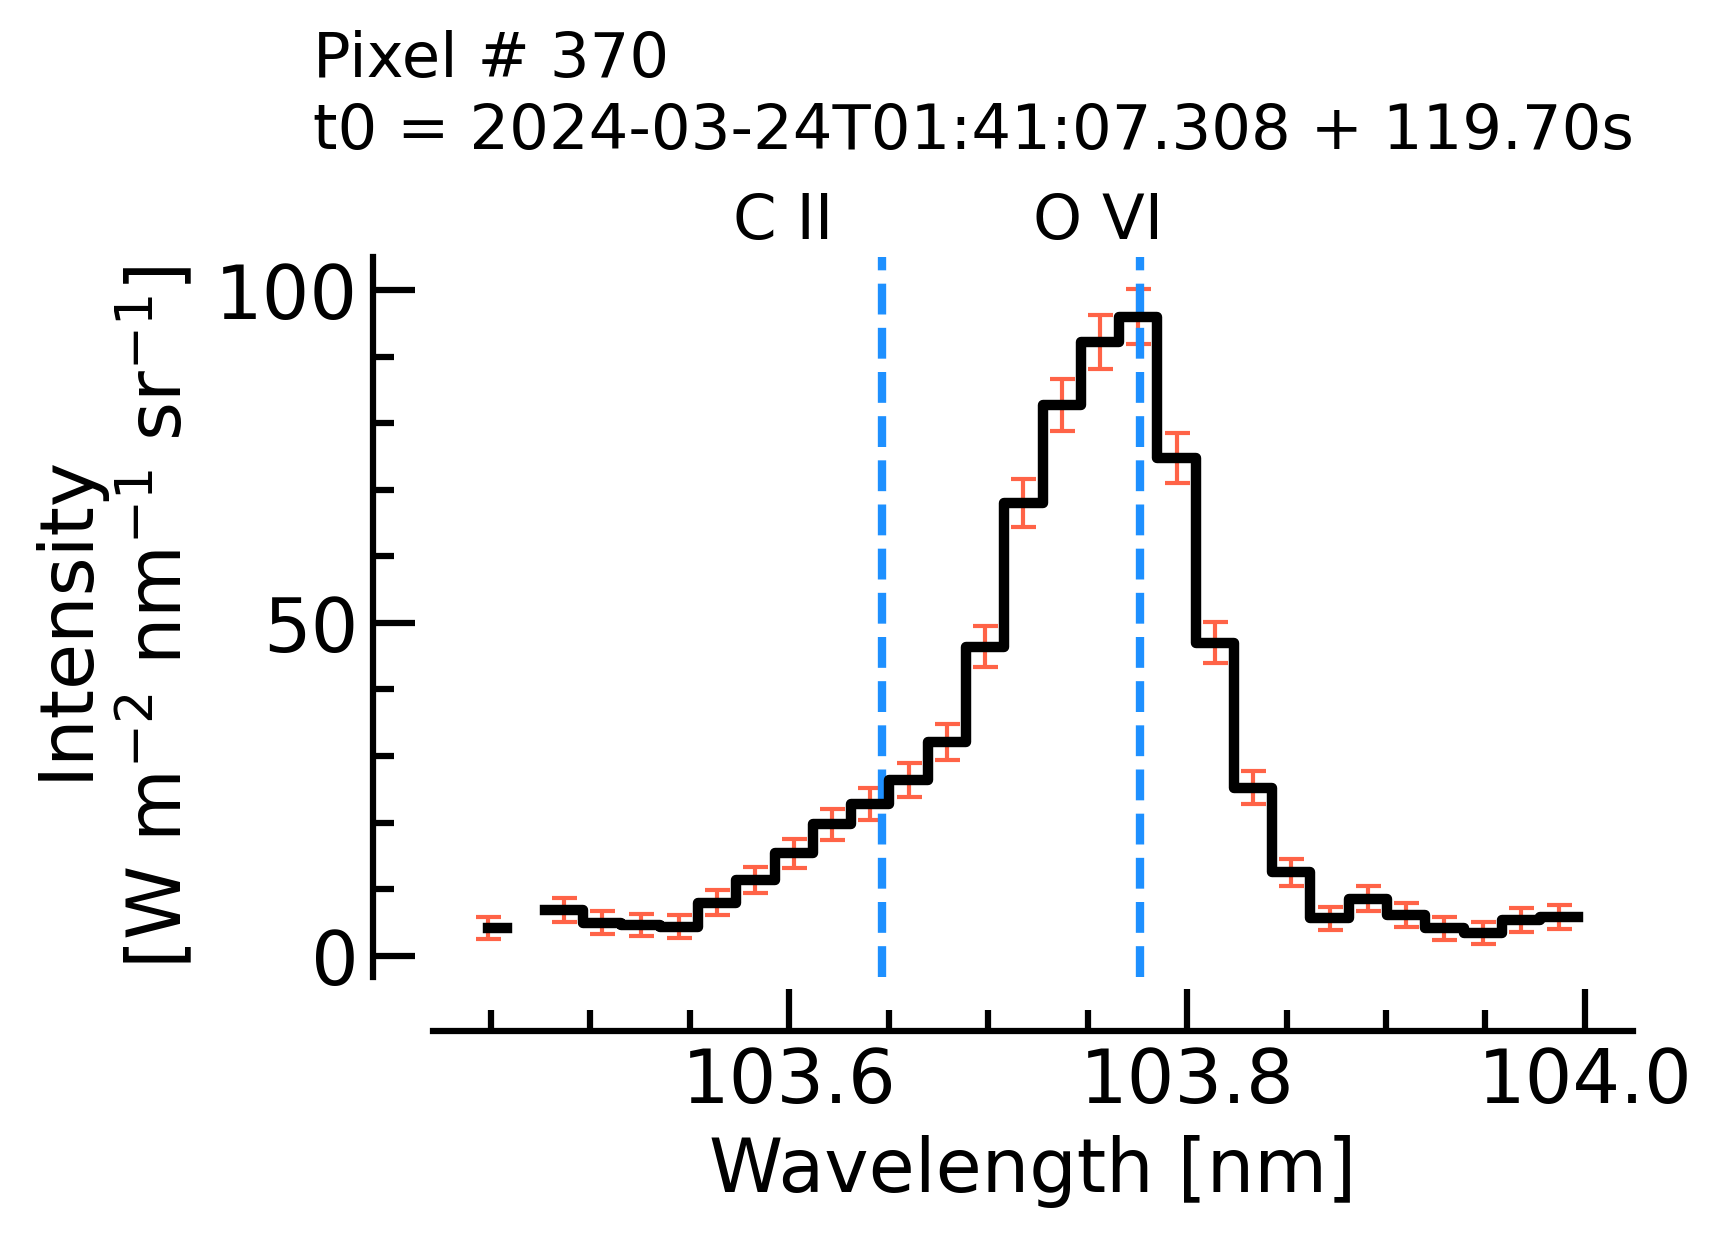 Pixel # 370
t0 = 2024-03-24T01:41:07.308 + 119.70s
C II O VI
Intensity
[W m⁻² nm⁻¹ sr⁻¹]
100
50
0
103.6 103.8 104.0
Wavelength [nm]